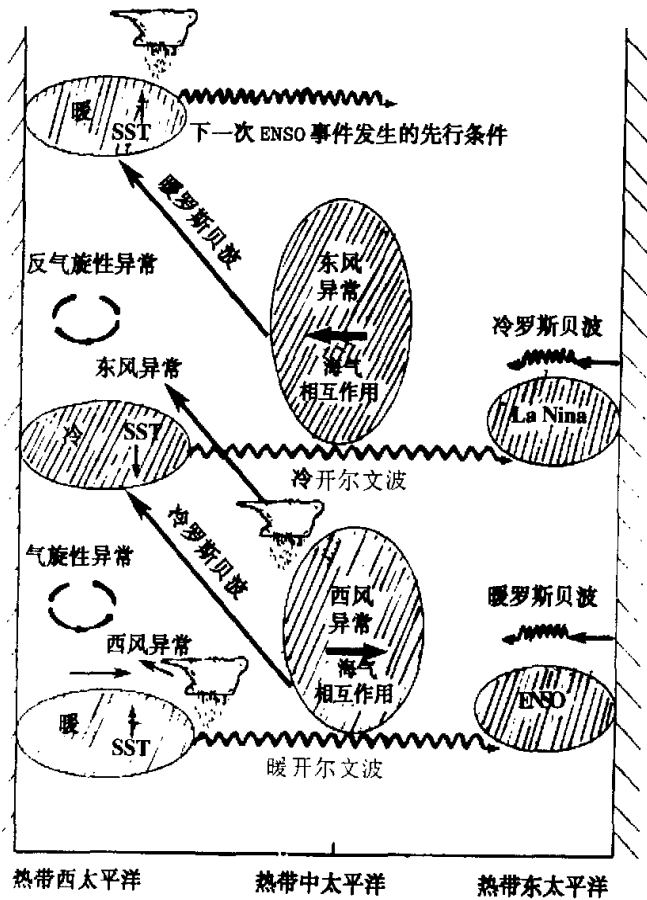 暖
SST
下一次 ENSO 事件发生的先行条件
暖罗斯贝波
反气旋性异常
东风
异常
海气
相互作用
冷罗斯贝波
东风异常
La Nina
冷
SST
冷开尔文波
冷罗斯贝波
气旋性异常
西风
异常
海气
相互作用
暖罗斯贝波
西风异常
ENSO
暖
SST
暖开尔文波
热带西太平洋
热带中太平洋
热带东太平洋